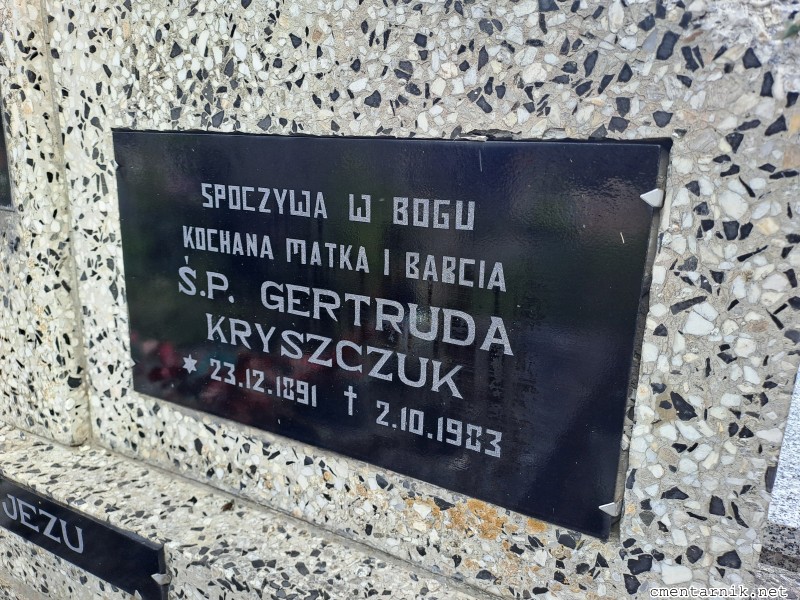 SPOCZYWA W BOGU
KOCHANA MATKA I BABCIA
Ś.P. GERTRUDA
KRYSZCZUK
* 23.12.1891 † 2.10.1983
JEZU
cmentarnik.net